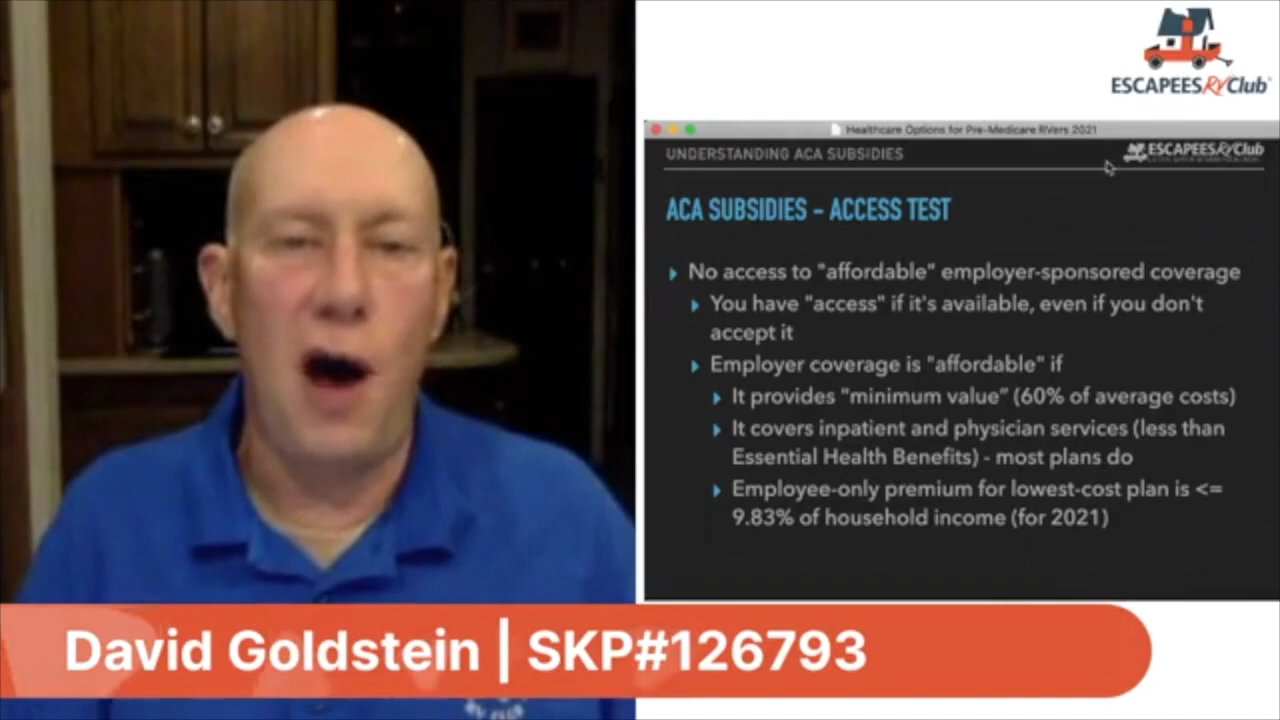 ESCAPEES RV Club
Healthcare Options for Pre-Medicare RVers 2021
UNDERSTANDING ACA SUBSIDIES
ESCAPEES RV Club
ACA SUBSIDIES - ACCESS TEST
No access to "affordable" employer-sponsored coverage
You have "access" if it's available, even if you don't
accept it
Employer coverage is "affordable" if
It provides "minimum value" (60% of average costs)
It covers inpatient and physician services (less than
Essential Health Benefits) - most plans do
Employee-only premium for lowest-cost plan is <=
9.83% of household income (for 2021)
David Goldstein | SKP#126793
RV CLUB